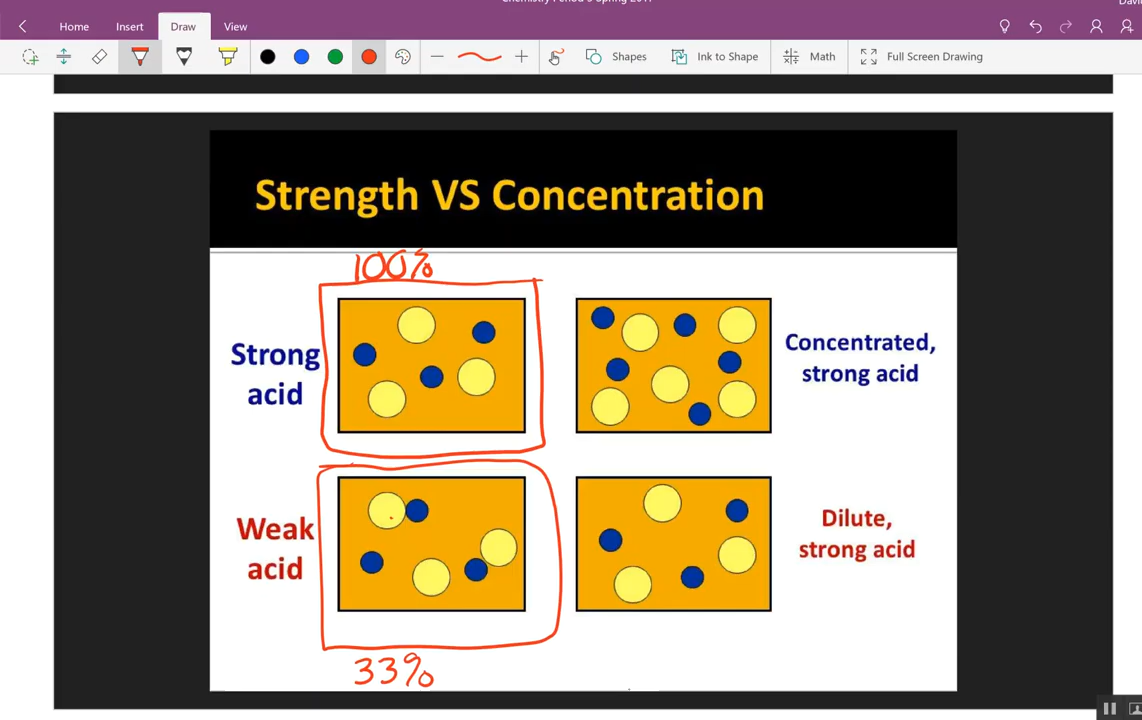 Home Insert Draw View
Shapes Ink to Shape Math Full Screen Drawing
Strength VS Concentration
100%
Strong
acid
Concentrated,
strong acid
Weak
acid
Dilute,
strong acid
33%